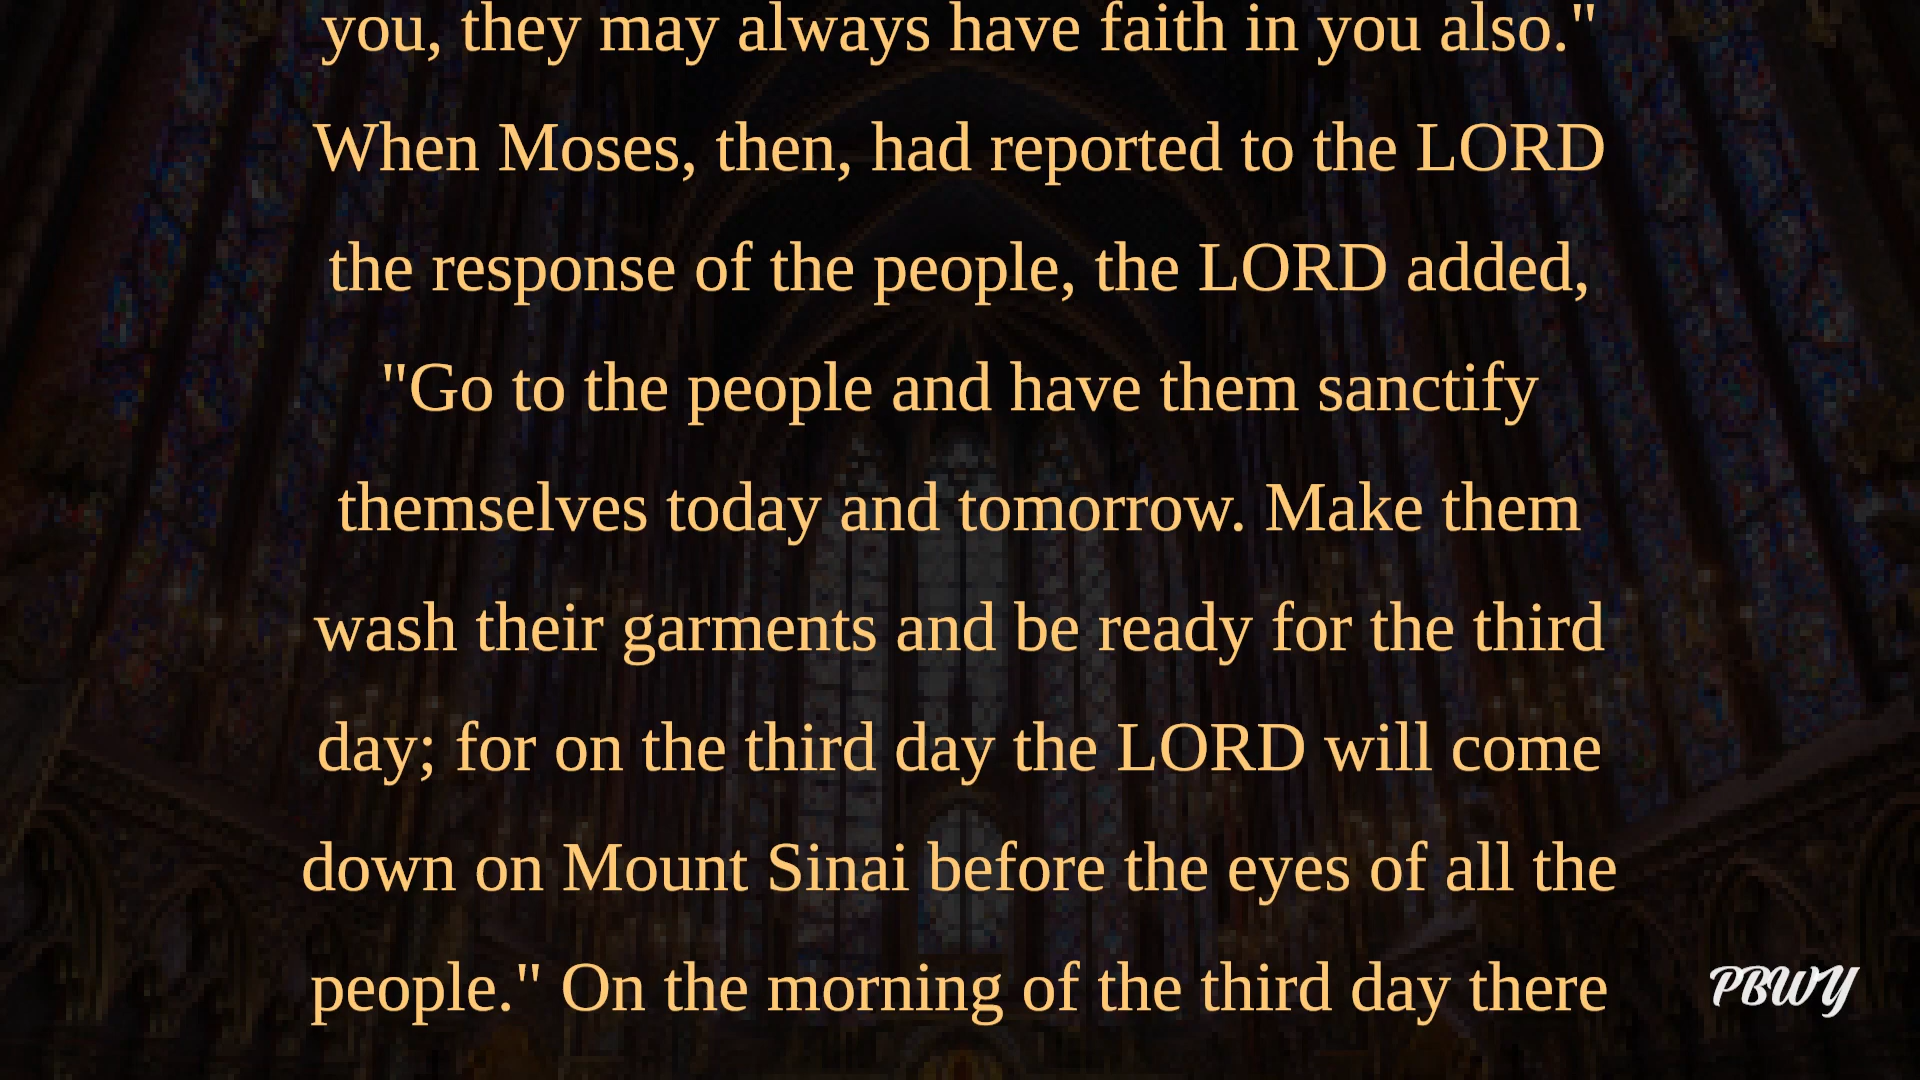 you, they may always have faith in you also."
When Moses, then, had reported to the LORD
the response of the people, the LORD added,
"Go to the people and have them sanctify
themselves today and tomorrow. Make them
wash their garments and be ready for the third
day; for on the third day the LORD will come
down on Mount Sinai before the eyes of all the
people." On the morning of the third day there
PBWY